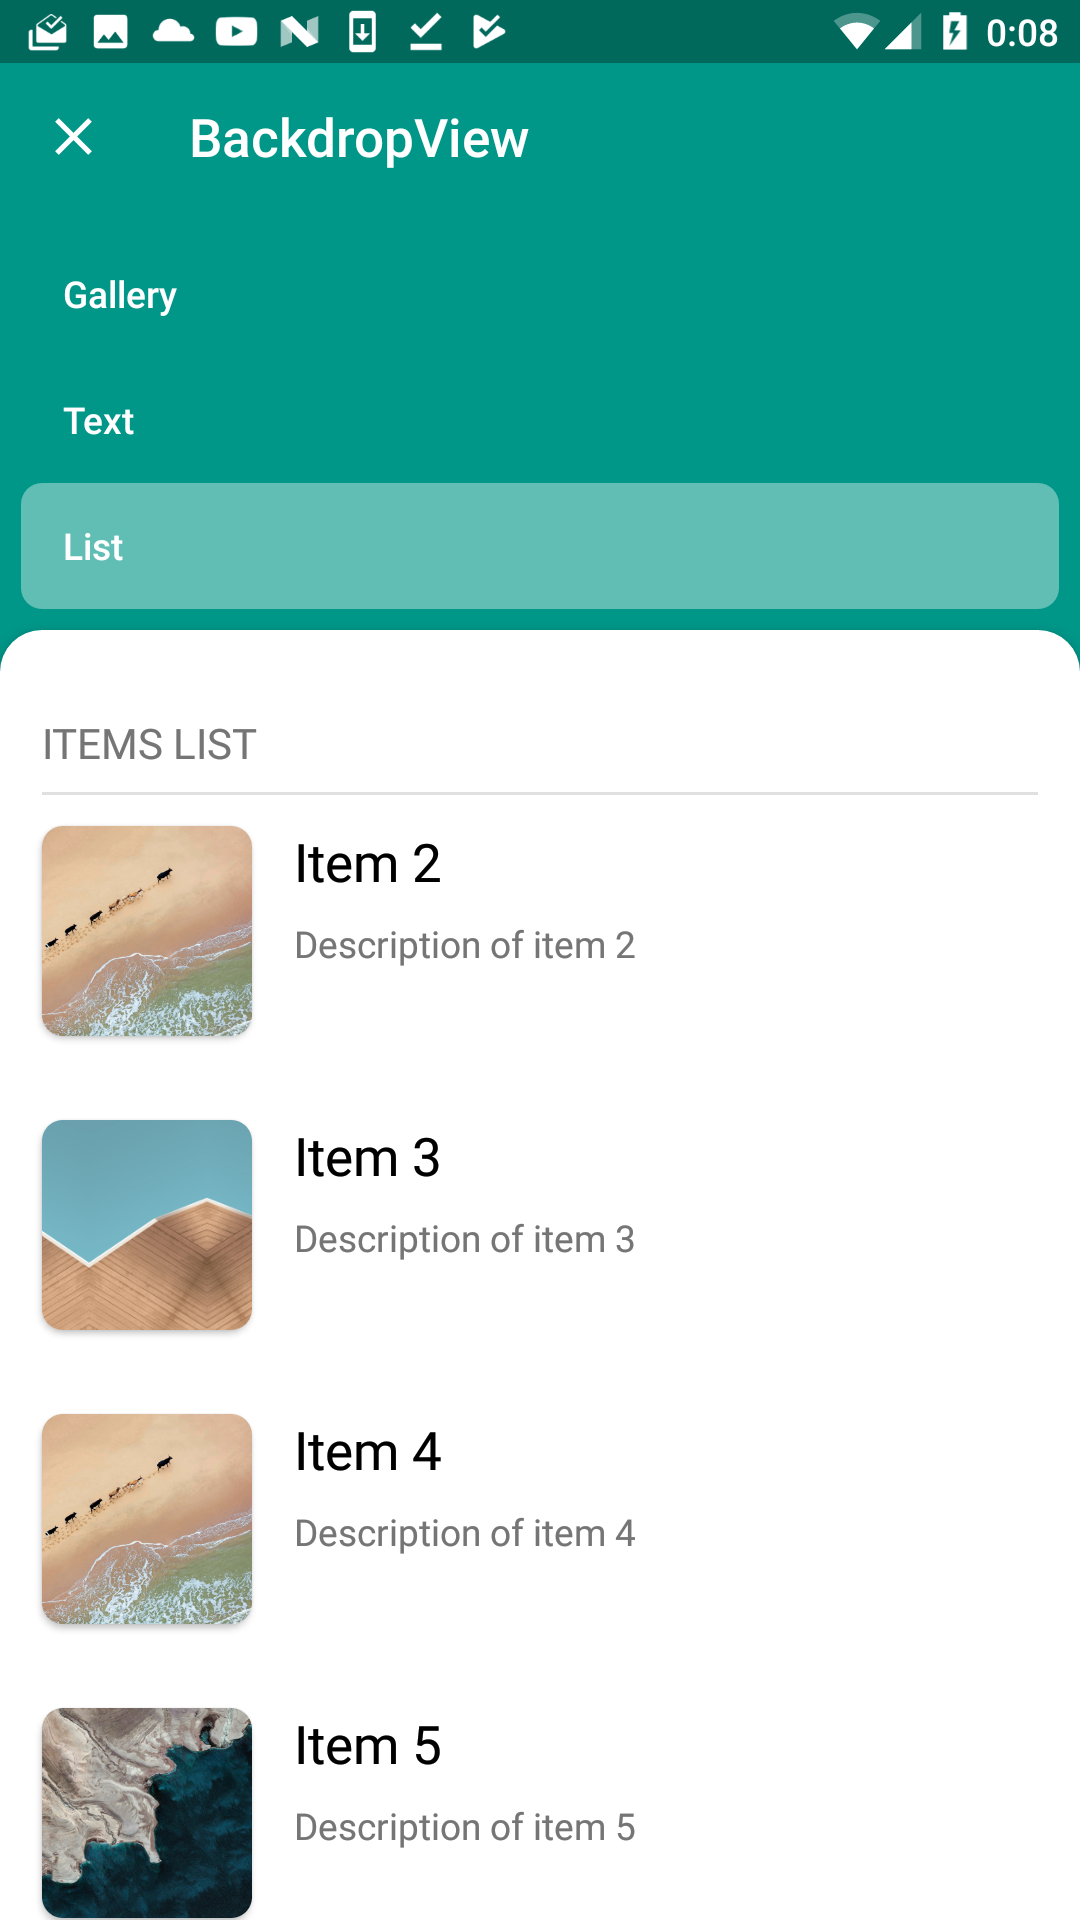 0:08
BackdropView
Gallery
Text
List
ITEMS LIST
Item 2
Description of item 2
Item 3
Description of item 3
Item 4
Description of item 4
Item 5
Description of item 5